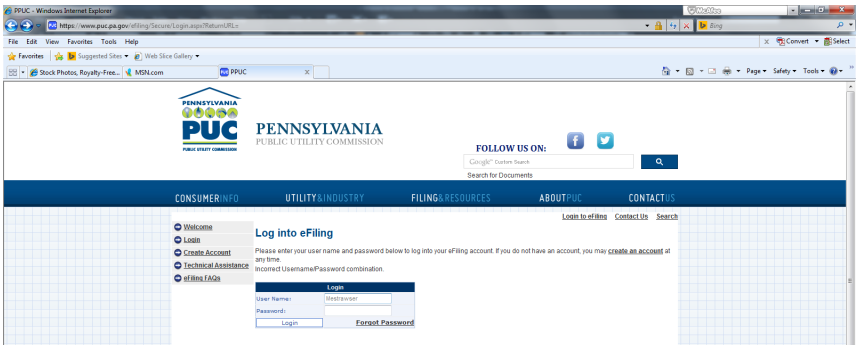 PPUC - Windows Internet Explorer
McAfee
https://www.puc.pa.gov/efiling/Secure/Login.aspx?ReturnURL=
Bing
File Edit View Favorites Tools Help
x Convert Select
Favorites Suggested Sites Web Slice Gallery
Stock Photos, Royalty-Free... MSN.com PUC PPUC x
Page Safety Tools
PENNSYLVANIA
PUC
PUBLIC UTILITY COMMISSION
PENNSYLVANIA
PUBLIC UTILITY COMMISSION
FOLLOW US ON:
Google™ Custom Search
Search for Documents
CONSUMERINFO UTILITY&INDUSTRY FILING&RESOURCES ABOUTPUC CONTACTUS
Login to eFiling Contact Us Search
Welcome
Login
Create Account
Technical Assistance
eFiling FAQs
Log into eFiling
Please enter your user name and password below to log into your eFiling account. If you do not have an account, you may create an account at
any time.
Incorrect Username/Password combination.
Login
User Name: Mestrawser
Password:
Login Forgot Password